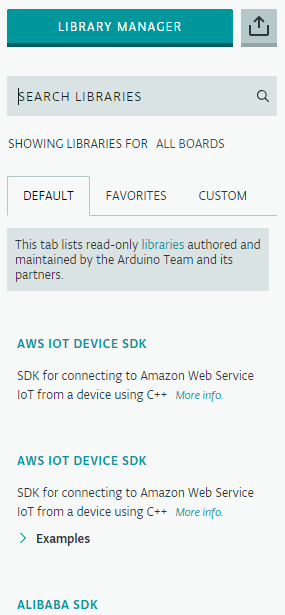 LIBRARY MANAGER
SEARCH LIBRARIES
SHOWING LIBRARIES FOR ALL BOARDS
DEFAULT FAVORITES CUSTOM
This tab lists read-only libraries authored and
maintained by the Arduino Team and its
partners.
AWS IOT DEVICE SDK
SDK for connecting to Amazon Web Service
IoT from a device using C++ More info.
AWS IOT DEVICE SDK
SDK for connecting to Amazon Web Service
IoT from a device using C++ More info.
Examples
ALIBABA SDK